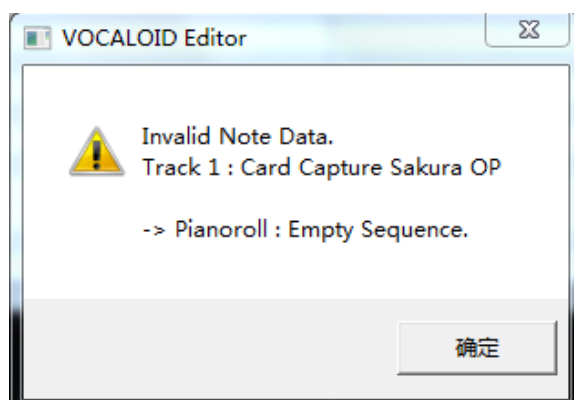 VOCALOID Editor
Invalid Note Data.
Track 1 : Card Capture Sakura OP
-> Pianoroll : Empty Sequence.
确定